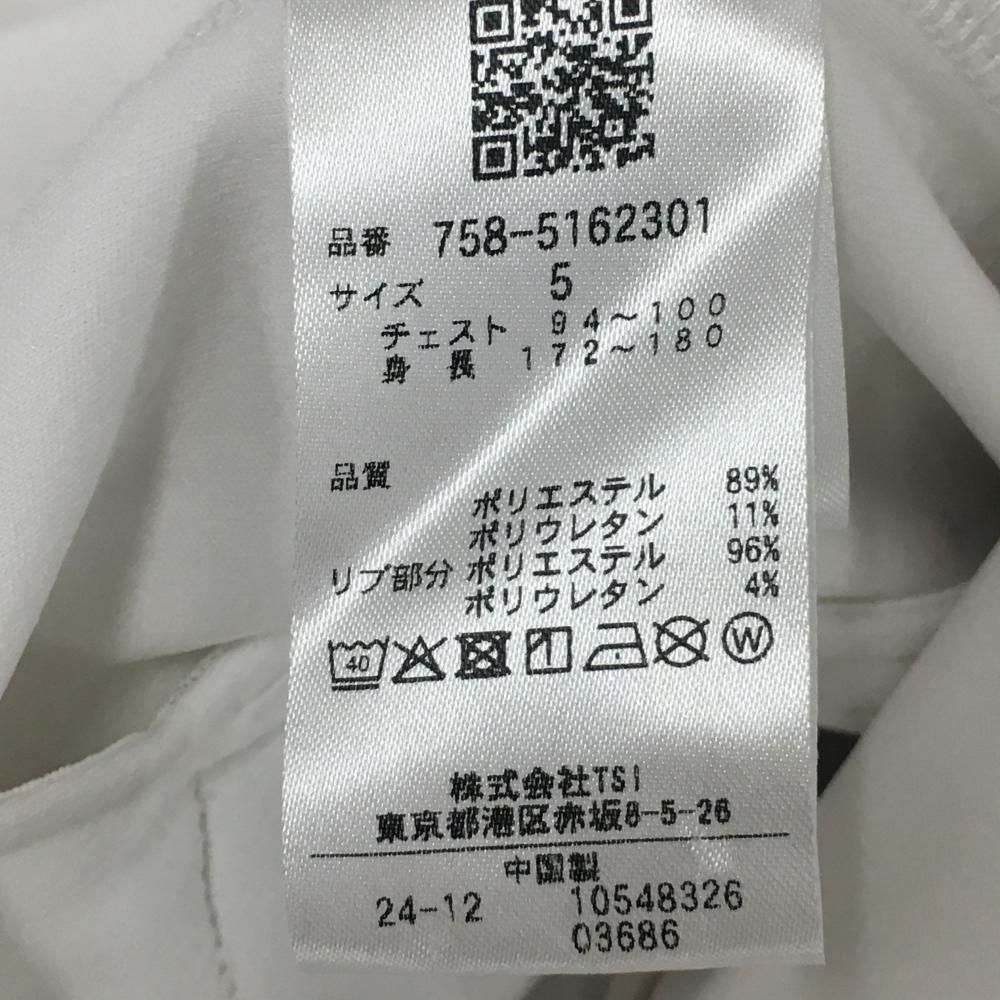 品番 758-5162301
サイズ 5
チェスト 94〜100
身長 172〜180
品質
ポリエステル 89%
ポリウレタン 11%
リブ部分 ポリエステル 96%
ポリウレタン 4%
40 W
株式会社TSI
東京都港区赤坂8-5-26
中国製
24-12 10548326
03686